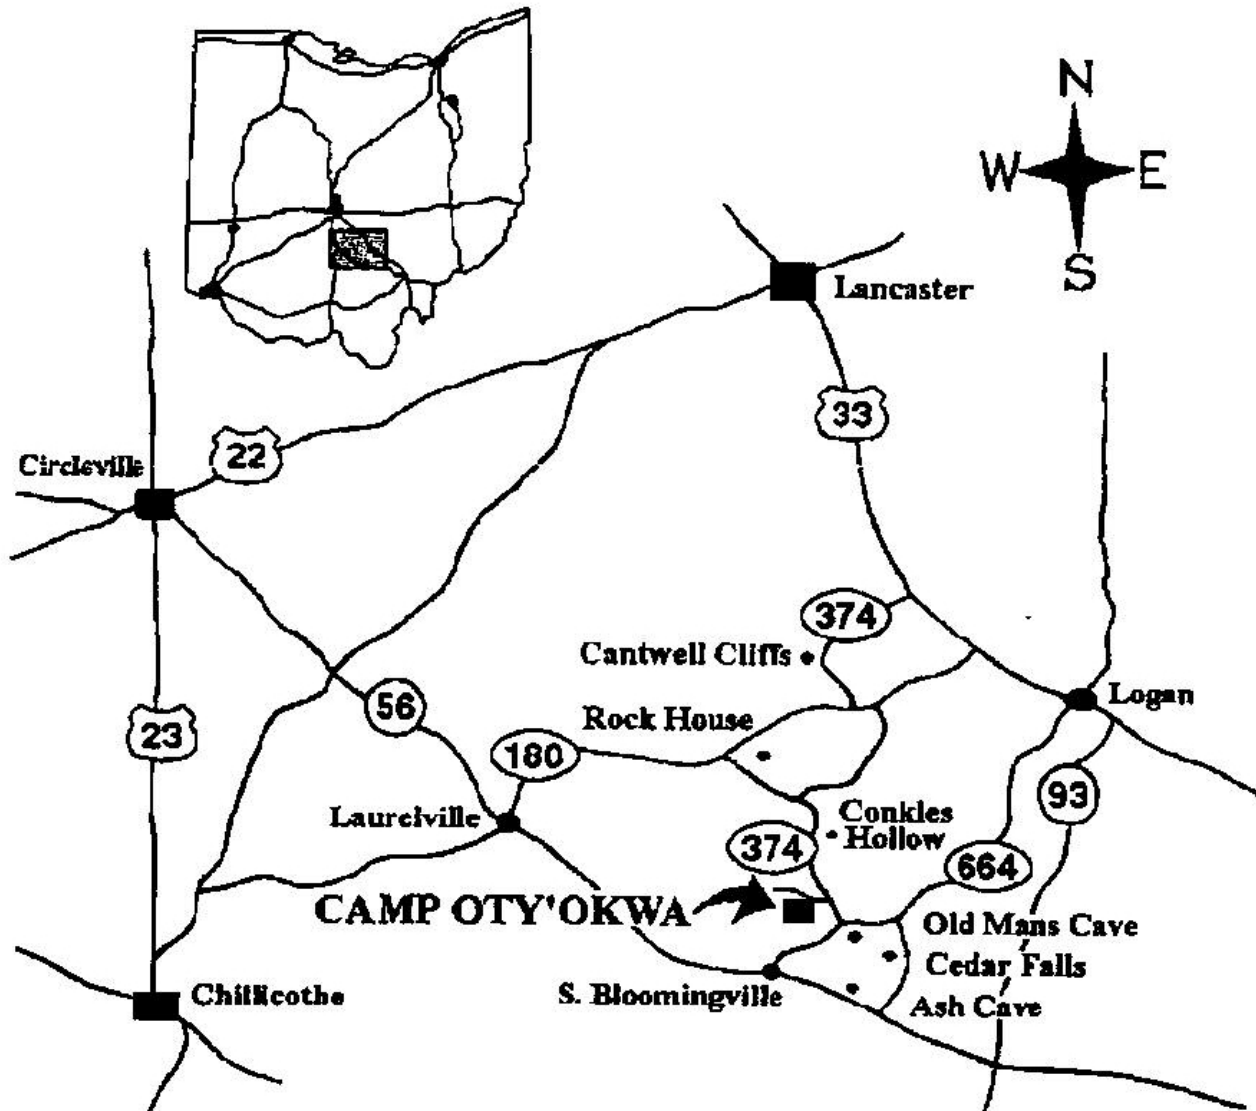 N
W E
S
Lancaster
33
22
Circleville
374
Cantwell Cliffs
Logan
56
Rock House
23
180
93
Laurelville
Conkles
Hollow
374
664
CAMP OTY'OKWA
Old Mans Cave
Cedar Falls
S. Bloomingville
Chillicothe
Ash Cave